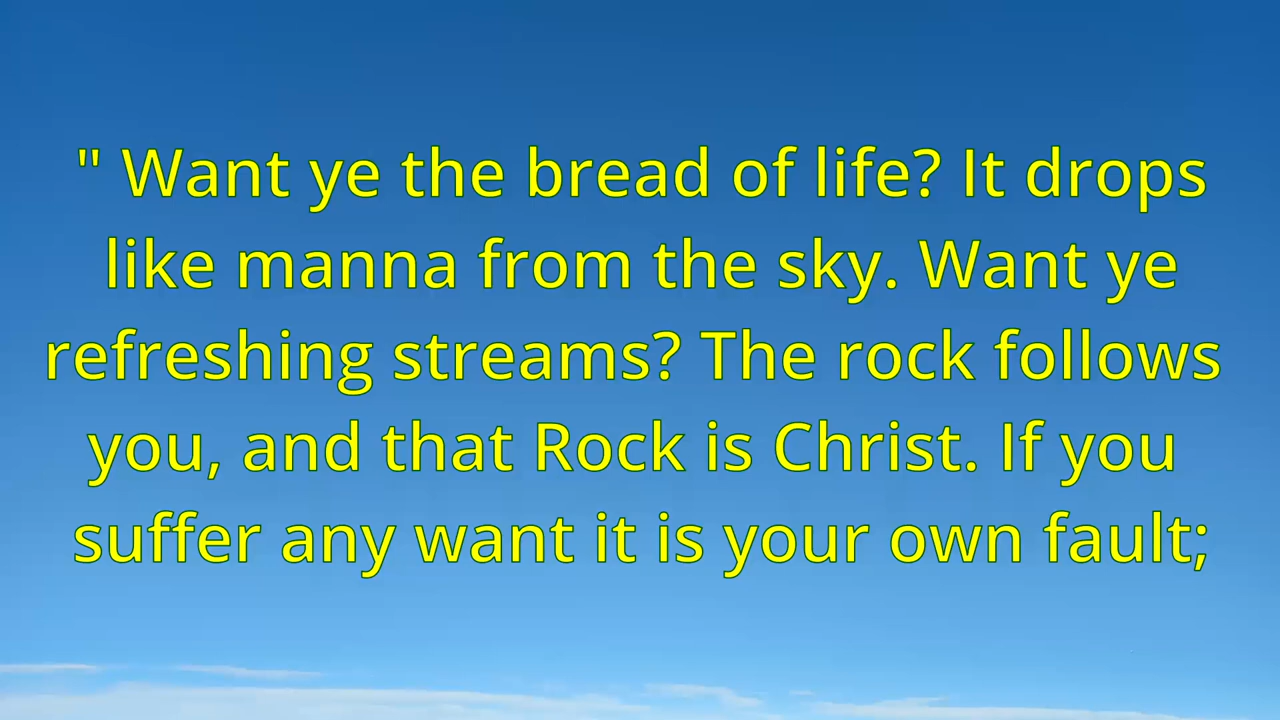 " Want ye the bread of life? It drops
like manna from the sky. Want ye
refreshing streams? The rock follows
you, and that Rock is Christ. If you
suffer any want it is your own fault;